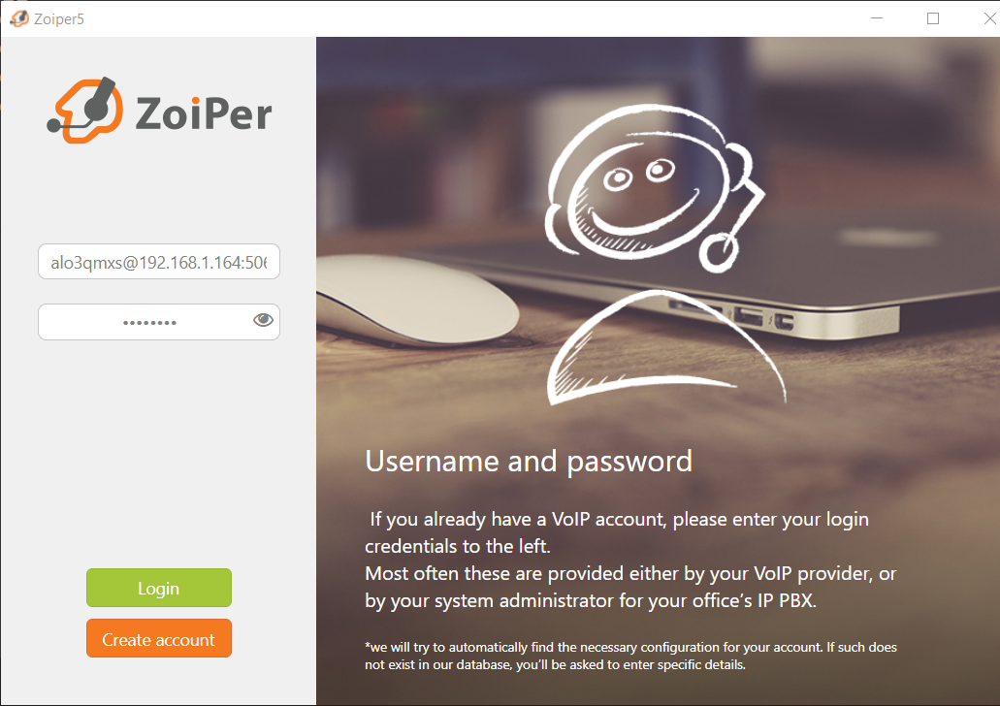 Zoiper5
ZoiPer
alo3qmxs@192.168.1.164:506
Login
Create account
Username and password
If you already have a VoIP account, please enter your login
credentials to the left.
Most often these are provided either by your VoIP provider, or
by your system administrator for your office’s IP PBX.
*we will try to automatically find the necessary configuration for your account. If such does
not exist in our database, you’ll be asked to enter specific details.